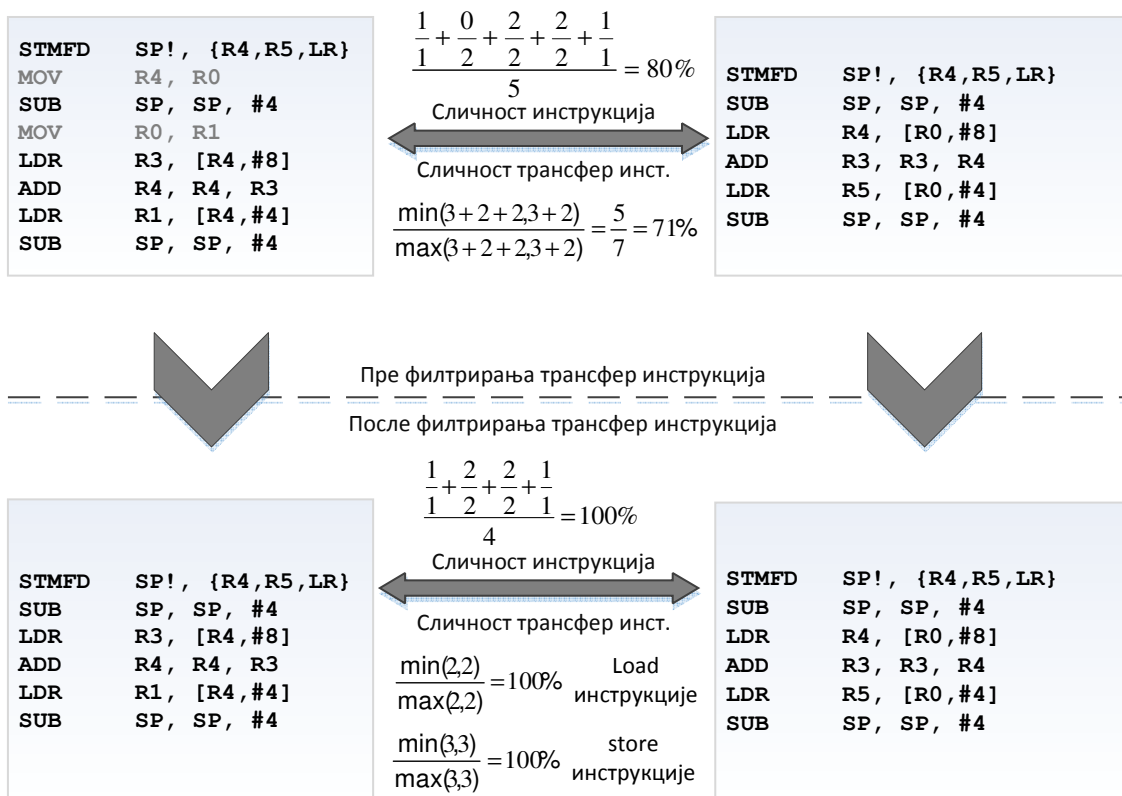 STMFD SP!, {R4,R5,LR}
MOV R4, R0
SUB SP, SP, #4
MOV R0, R1
LDR R3, [R4,#8]
ADD R4, R4, R3
LDR R1, [R4,#4]
SUB SP, SP, #4
1/1 + 0/2 + 2/2 + 2/2 + 1/1
5
= 80%
Сличност инструкција
Сличност трансфер инст.
min(3+2+2,3+2)
max(3+2+2,3+2)
= 5/7 = 71%
STMFD SP!, {R4,R5,LR}
SUB SP, SP, #4
LDR R4, [R0,#8]
ADD R3, R3, R4
LDR R5, [R0,#4]
SUB SP, SP, #4
Пре филтрирања трансфер инструкција
После филтрирања трансфер инструкција
STMFD SP!, {R4,R5,LR}
SUB SP, SP, #4
LDR R3, [R4,#8]
ADD R4, R4, R3
LDR R1, [R4,#4]
SUB SP, SP, #4
1/1 + 2/2 + 2/2 + 1/1
4
= 100%
Сличност инструкција
Сличност трансфер инст.
min(2,2)
max(2,2)
= 100%
Load
инструкције
min(3,3)
max(3,3)
= 100%
store
инструкције
STMFD SP!, {R4,R5,LR}
SUB SP, SP, #4
LDR R4, [R0,#8]
ADD R3, R3, R4
LDR R5, [R0,#4]
SUB SP, SP, #4